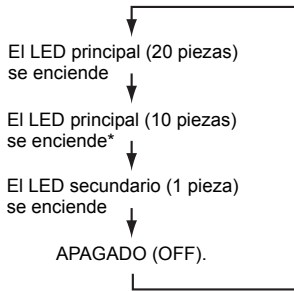 El LED principal (20 piezas)
se enciende
El LED principal (10 piezas)
se enciende*
El LED secundario (1 pieza)
se enciende
APAGADO (OFF).